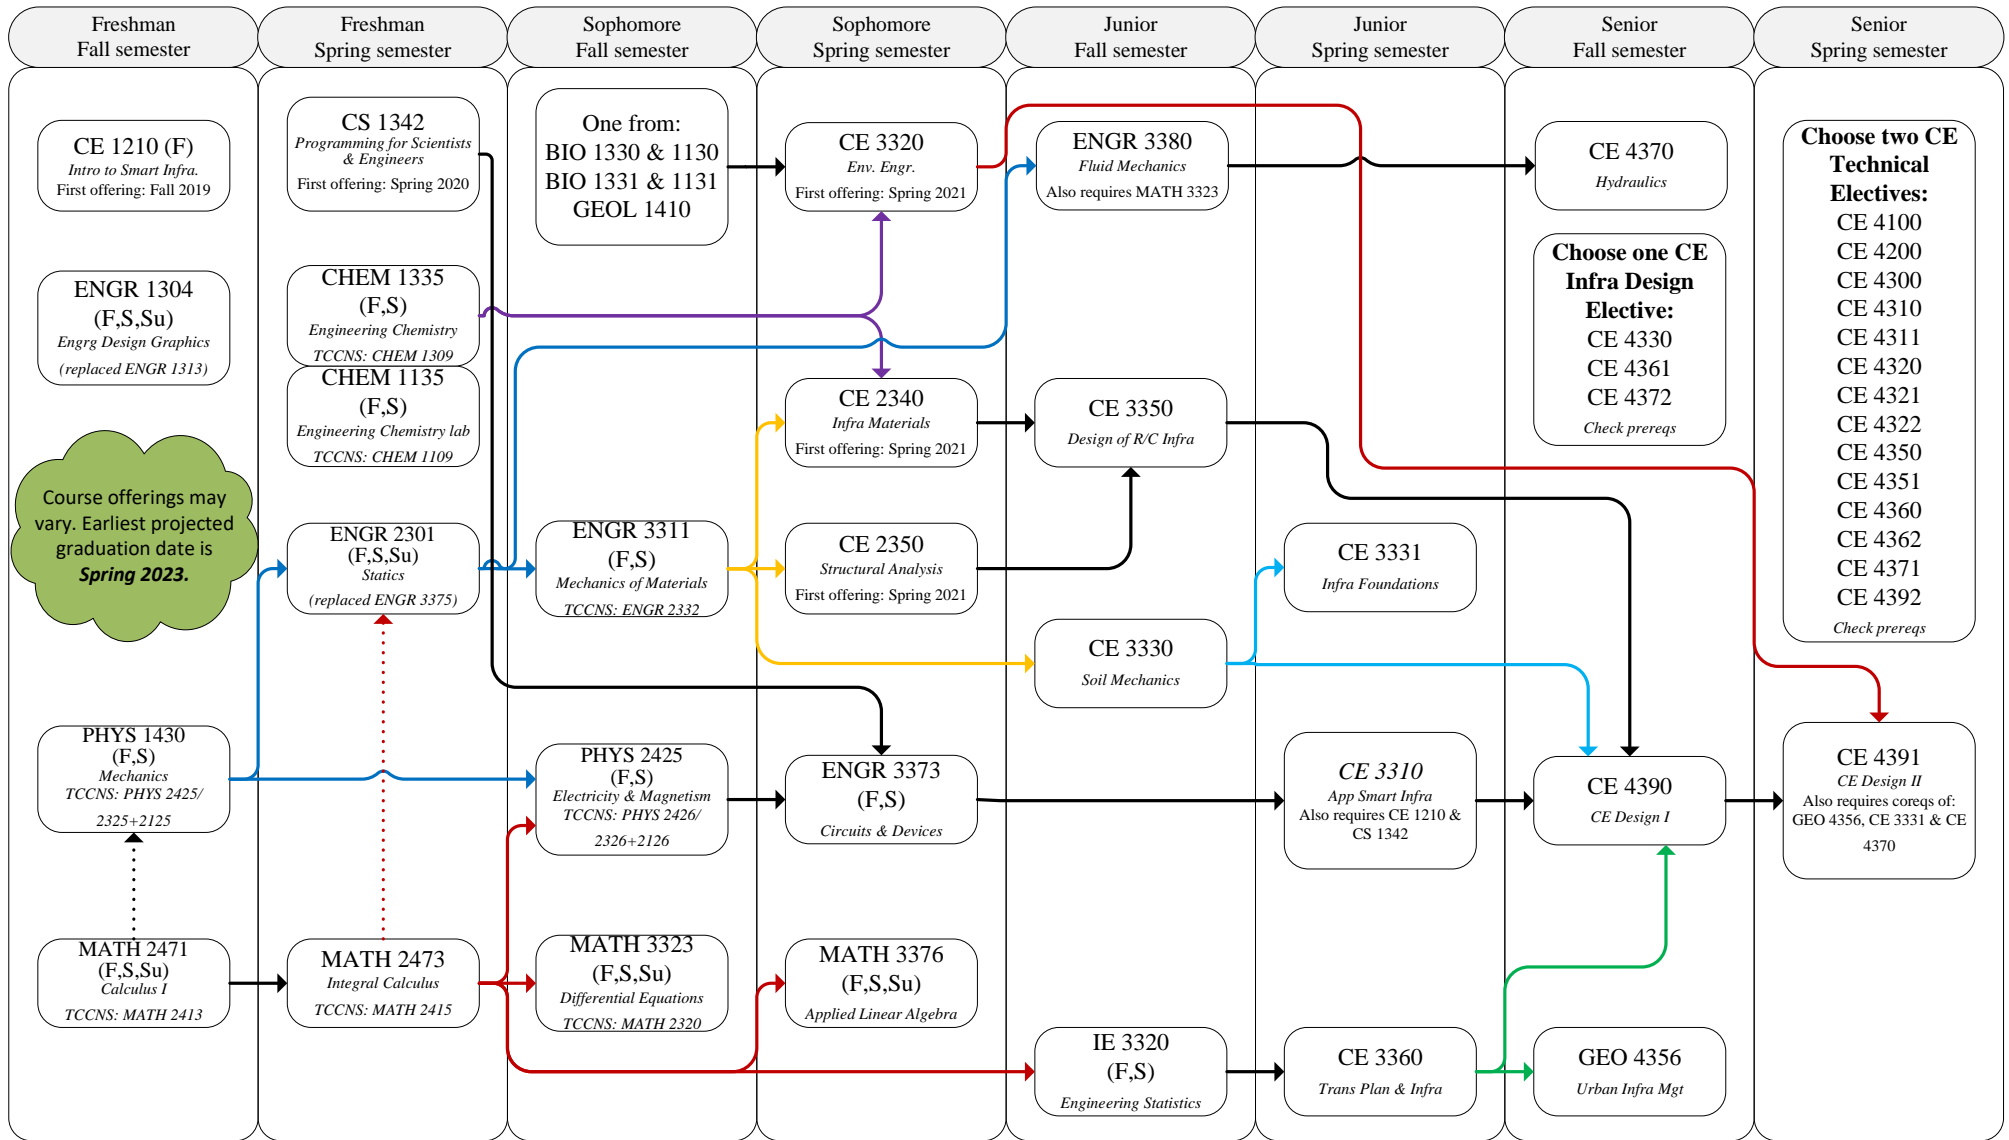 Freshman
Fall semester
Freshman
Spring semester
Sophomore
Fall semester
Sophomore
Spring semester
Junior
Fall semester
Junior
Spring semester
Senior
Fall semester
Senior
Spring semester
CE 1210 (F)
Intro to Smart Infra.
First offering: Fall 2019
ENGR 1304
(F,S,Su)
Engrg Design Graphics
(replaced ENGR 1313)
Course offerings may
vary. Earliest projected
graduation date is
Spring 2023.
PHYS 1430
(F,S)
Mechanics
TCCNS: PHYS 2425/
2325+2125
MATH 2471
(F,S,Su)
Calculus I
TCCNS: MATH 2413
CS 1342
Programming for Scientists
& Engineers
First offering: Spring 2020
CHEM 1335
(F,S)
Engineering Chemistry
TCCNS: CHEM 1309
CHEM 1135
(F,S)
Engineering Chemistry lab
TCCNS: CHEM 1109
ENGR 2301
(F,S,Su)
Statics
(replaced ENGR 3375)
MATH 2473
Integral Calculus
TCCNS: MATH 2415
One from:
BIO 1330 & 1130
BIO 1331 & 1131
GEOL 1410
ENGR 3311
(F,S)
Mechanics of Materials
TCCNS: ENGR 2332
PHYS 2425
(F,S)
Electricity & Magnetism
TCCNS: PHYS 2426/
2326+2126
MATH 3323
(F,S,Su)
Differential Equations
TCCNS: MATH 2320
CE 3320
Env. Engr.
First offering: Spring 2021
CE 2340
Infra Materials
First offering: Spring 2021
CE 2350
Structural Analysis
First offering: Spring 2021
ENGR 3373
(F,S)
Circuits & Devices
MATH 3376
(F,S,Su)
Applied Linear Algebra
ENGR 3380
Fluid Mechanics
Also requires MATH 3323
CE 3350
Design of R/C Infra
CE 3330
Soil Mechanics
IE 3320
(F,S)
Engineering Statistics
CE 3331
Infra Foundations
CE 3310
App Smart Infra
Also requires CE 1210 &
CS 1342
CE 3360
Trans Plan & Infra
CE 4370
Hydraulics
Choose one CE
Infra Design
Elective:
CE 4330
CE 4361
CE 4372
Check prereqs
CE 4390
CE Design I
GEO 4356
Urban Infra Mgt
Choose two CE
Technical
Electives:
CE 4100
CE 4200
CE 4300
CE 4310
CE 4311
CE 4320
CE 4321
CE 4322
CE 4350
CE 4351
CE 4360
CE 4362
CE 4371
CE 4392
Check prereqs
CE 4391
CE Design II
Also requires coreqs of:
GEO 4356, CE 3331 & CE
4370